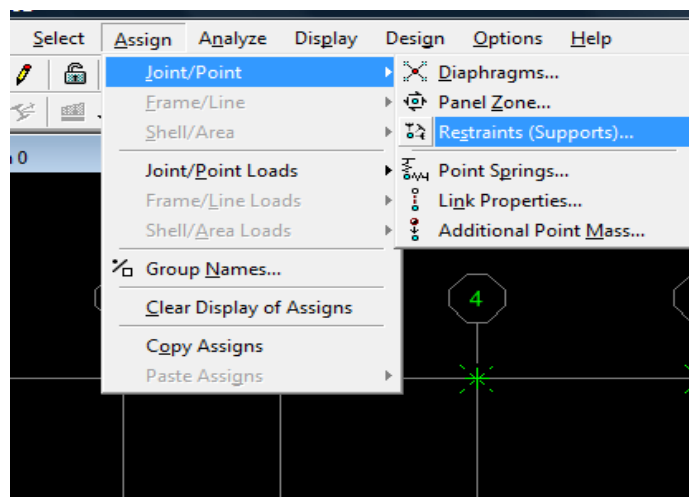 Select Assign Analyze Display Design Options Help
Joint/Point
Frame/Line
Shell/Area
Joint/Point Loads
Frame/Line Loads
Shell/Area Loads
Group Names...
Clear Display of Assigns
Copy Assigns
Paste Assigns
Diaphragms...
Panel Zone...
Restraints (Supports)...
Point Springs...
Link Properties...
Additional Point Mass...
0
4